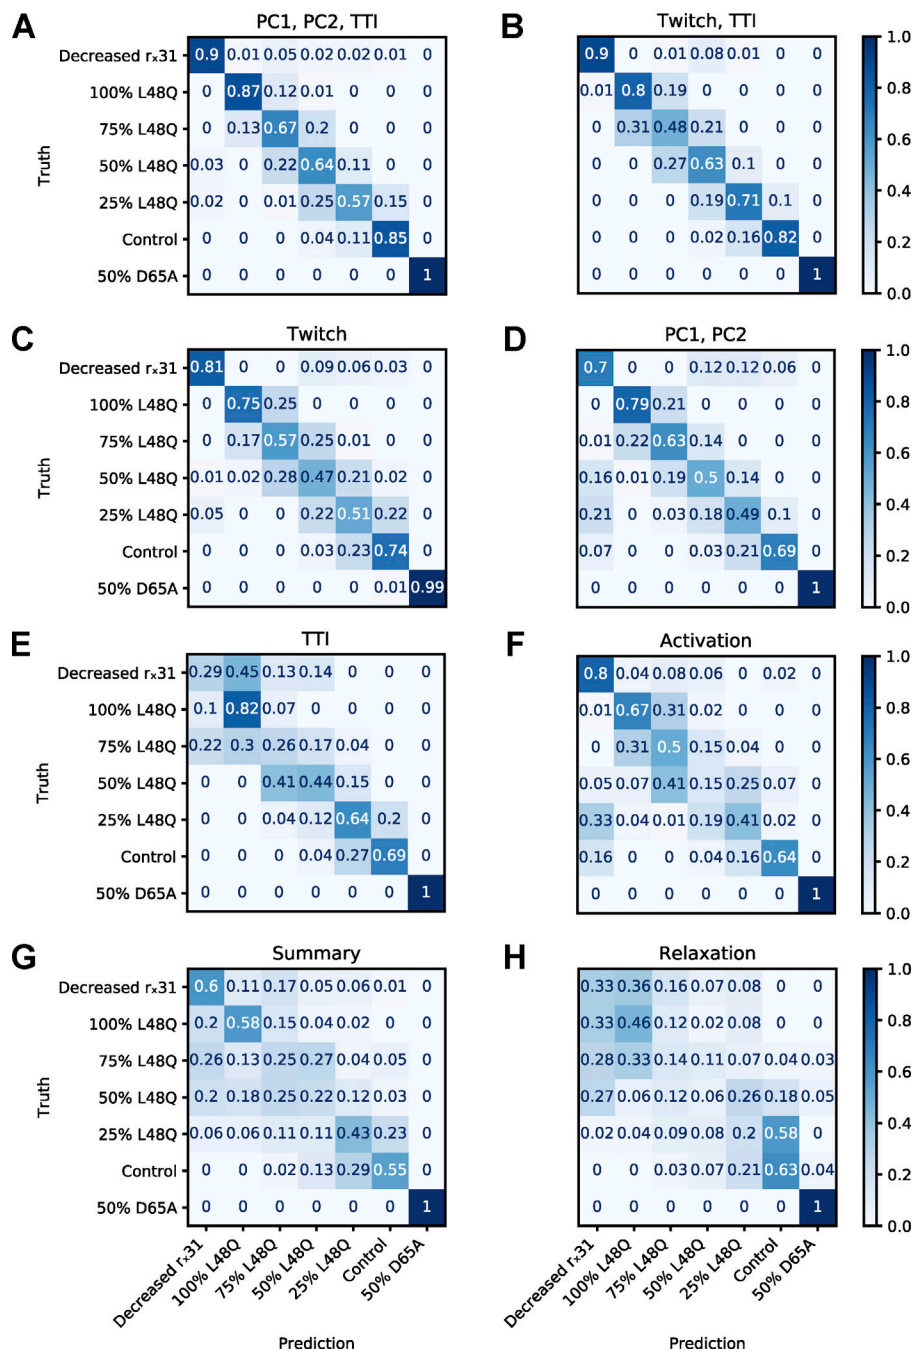 A
PC1, PC2, TTI
Truth
Decreased rₓ31 0.9 0.01 0.05 0.02 0.02 0.01 0
100% L48Q 0 0.87 0.12 0.01 0 0 0
75% L48Q 0 0.13 0.67 0.2 0 0 0
50% L48Q 0.03 0 0.22 0.64 0.11 0 0
25% L48Q 0.02 0 0.01 0.25 0.57 0.15 0
Control 0 0 0 0.04 0.11 0.85 0
50% D65A 0 0 0 0 0 0 1
B
Twitch, TTI
0.9 0 0.01 0.08 0.01 0 0
0.01 0.8 0.19 0 0 0 0
0 0.31 0.48 0.21 0 0 0
0 0 0.27 0.63 0.1 0 0
0 0 0 0.19 0.71 0.1 0
0 0 0 0.02 0.16 0.82 0
0 0 0 0 0 0 1
1.0
0.8
0.6
0.4
0.2
0.0
C
Twitch
Truth
Decreased rₓ31 0.81 0 0 0.09 0.06 0.03 0
100% L48Q 0 0.75 0.25 0 0 0 0
75% L48Q 0 0.17 0.57 0.25 0.01 0 0
50% L48Q 0.01 0.02 0.28 0.47 0.21 0.02 0
25% L48Q 0.05 0 0 0.22 0.51 0.22 0
Control 0 0 0 0.03 0.23 0.74 0
50% D65A 0 0 0 0 0 0.01 0.99
D
PC1, PC2
0.7 0 0 0.12 0.12 0.06 0
0 0.79 0.21 0 0 0 0
0.01 0.22 0.63 0.14 0 0 0
0.16 0.01 0.19 0.5 0.14 0 0
0.21 0 0.03 0.18 0.49 0.1 0
0.07 0 0 0.03 0.21 0.69 0
0 0 0 0 0 0 1
1.0
0.8
0.6
0.4
0.2
0.0
E
TTI
Truth
Decreased rₓ31 0.29 0.45 0.13 0.14 0 0 0
100% L48Q 0.1 0.82 0.07 0 0 0 0
75% L48Q 0.22 0.3 0.26 0.17 0.04 0 0
50% L48Q 0 0 0.41 0.44 0.15 0 0
25% L48Q 0 0 0.04 0.12 0.64 0.2 0
Control 0 0 0 0.04 0.27 0.69 0
50% D65A 0 0 0 0 0 0 1
F
Activation
0.8 0.04 0.08 0.06 0 0.02 0
0.01 0.67 0.31 0.02 0 0 0
0 0.31 0.5 0.15 0.04 0 0
0.05 0.07 0.41 0.15 0.25 0.07 0
0.33 0.04 0.01 0.19 0.41 0.02 0
0.16 0 0 0.04 0.16 0.64 0
0 0 0 0 0 0 1
1.0
0.8
0.6
0.4
0.2
0.0
G
Summary
Truth
Decreased rₓ31 0.6 0.11 0.17 0.05 0.06 0.01 0
100% L48Q 0.2 0.58 0.15 0.04 0.02 0 0
75% L48Q 0.26 0.13 0.25 0.27 0.04 0.05 0
50% L48Q 0.2 0.18 0.25 0.22 0.12 0.03 0
25% L48Q 0.06 0.06 0.11 0.11 0.43 0.23 0
Control 0 0 0.02 0.13 0.29 0.55 0
50% D65A 0 0 0 0 0 0 1
Decreased rₓ31
100% L48Q
75% L48Q
50% L48Q
25% L48Q
Control
50% D65A
Prediction
H
Relaxation
0.33 0.36 0.16 0.07 0.08 0 0
0.33 0.46 0.12 0.02 0.08 0 0
0.28 0.33 0.14 0.11 0.07 0.04 0.03
0.27 0.06 0.12 0.06 0.26 0.18 0.05
0.02 0.04 0.09 0.08 0.2 0.58 0
0 0 0.03 0.07 0.21 0.63 0.04
0 0 0 0 0 0 1
Decreased rₓ31
100% L48Q
75% L48Q
50% L48Q
25% L48Q
Control
50% D65A
Prediction
1.0
0.8
0.6
0.4
0.2
0.0